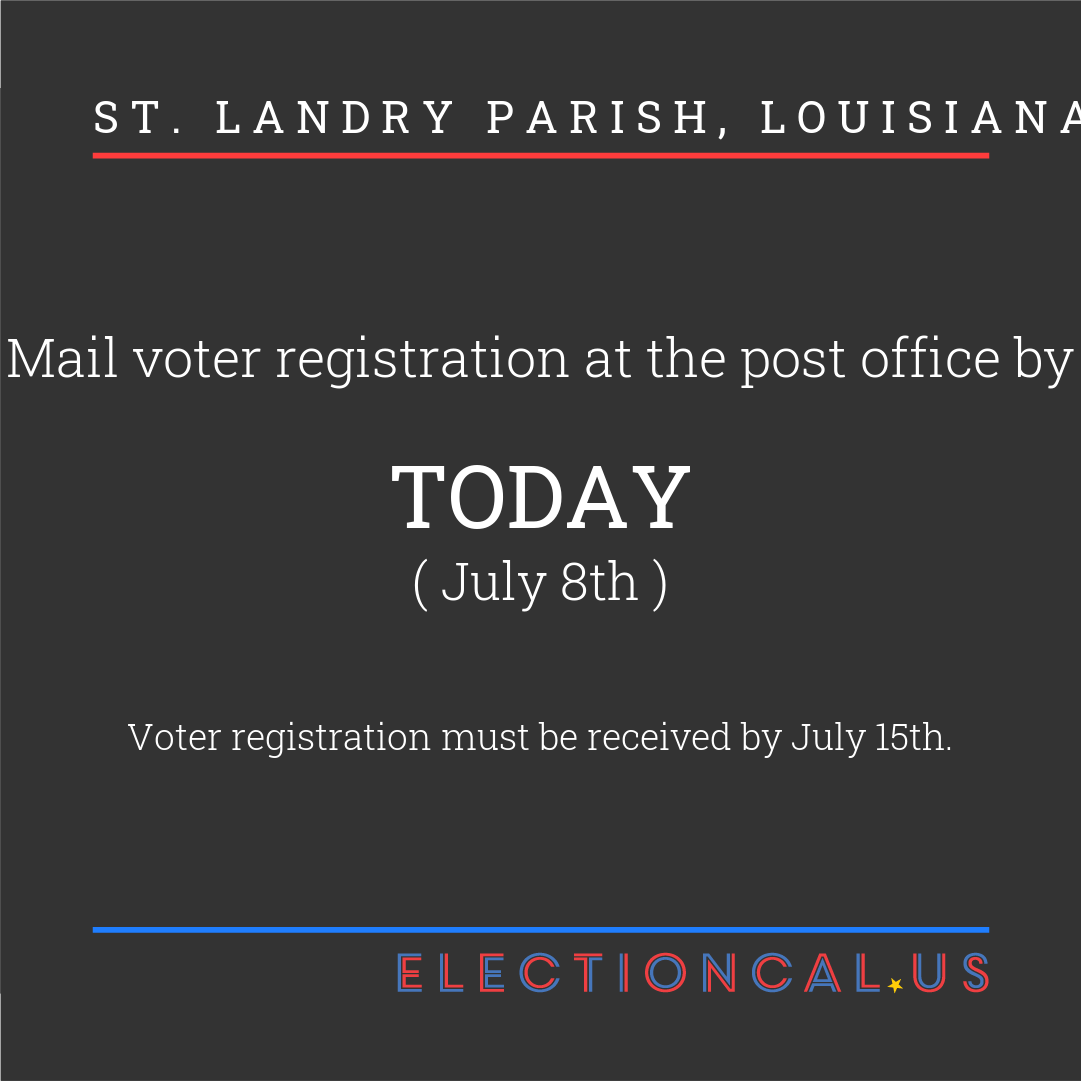 ST. LANDRY PARISH, LOUISIANA
Mail voter registration at the post office by
TODAY
( July 8th )
Voter registration must be received by July 15th.
ELECTIONCAL.US